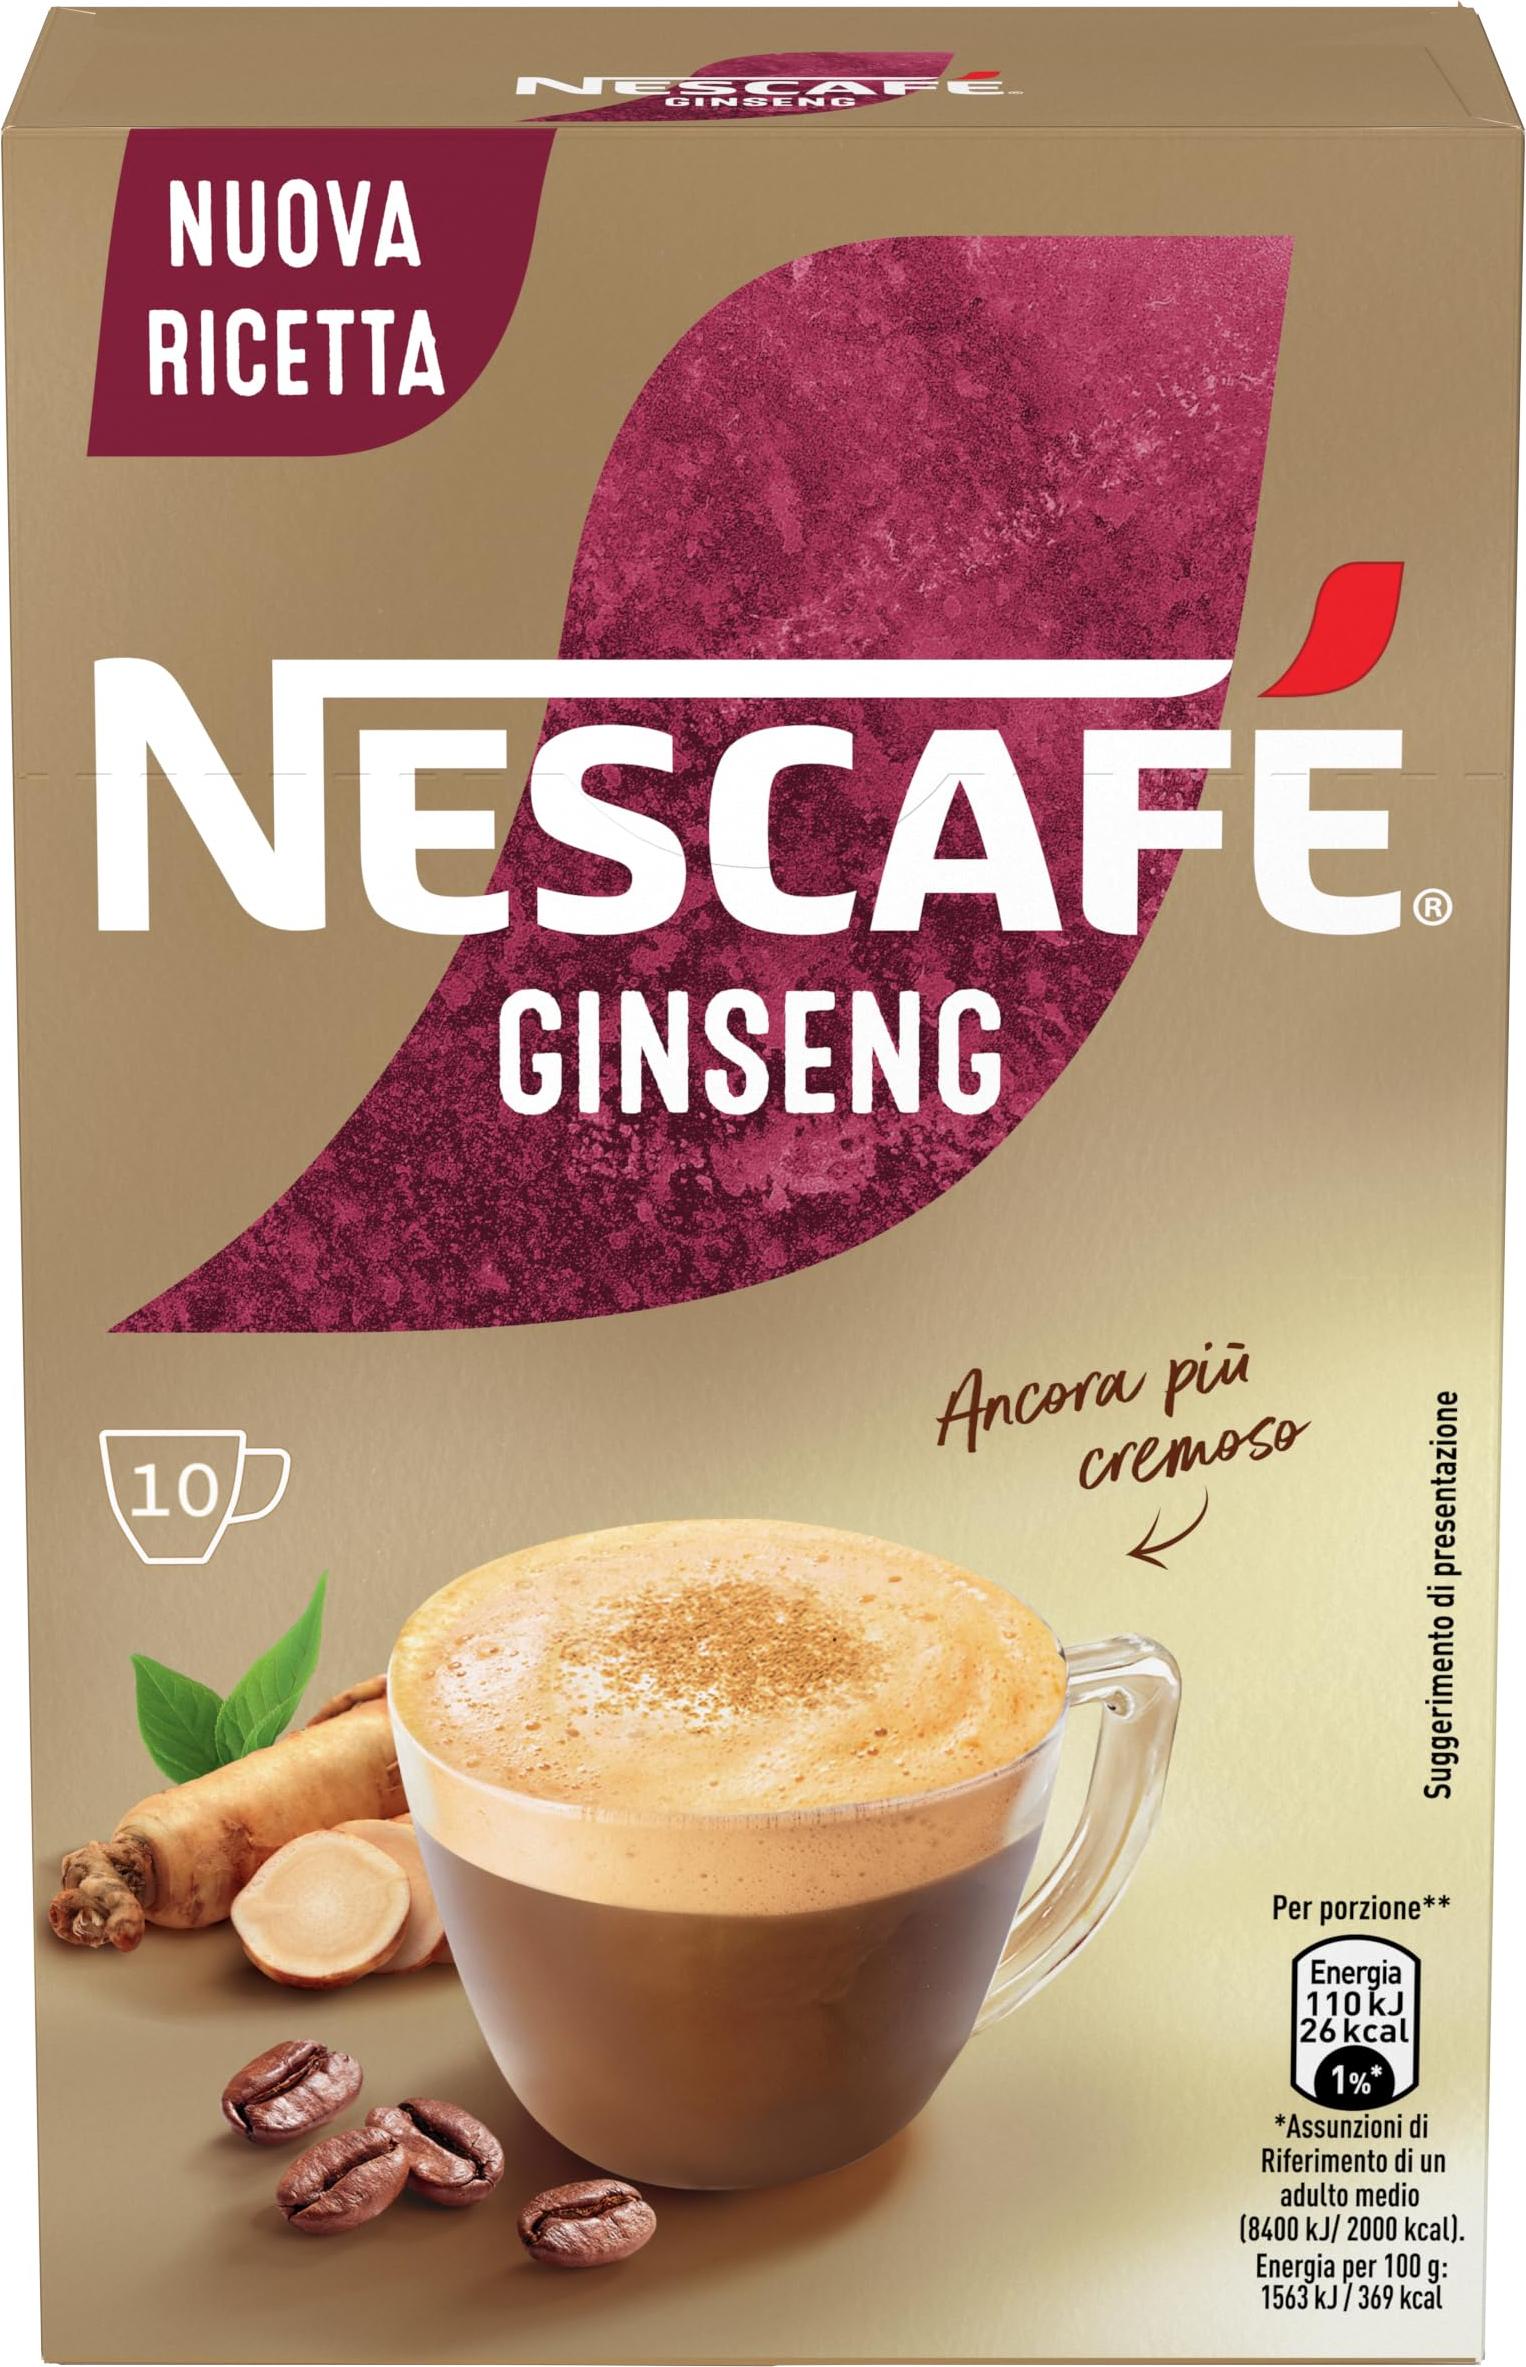 NESCAFÉ
GINSENG
NUOVA
RICETTA
NESCAFÉ®
GINSENG
Ancora più
cremoso
10
Suggerimento di presentazione
Per porzione**
Energia
110 kJ
26 kcal
1%*
*Assunzioni di
Riferimento di un
adulto medio
(8400 kJ/ 2000 kcal).
Energia per 100 g:
1563 kJ / 369 kcal